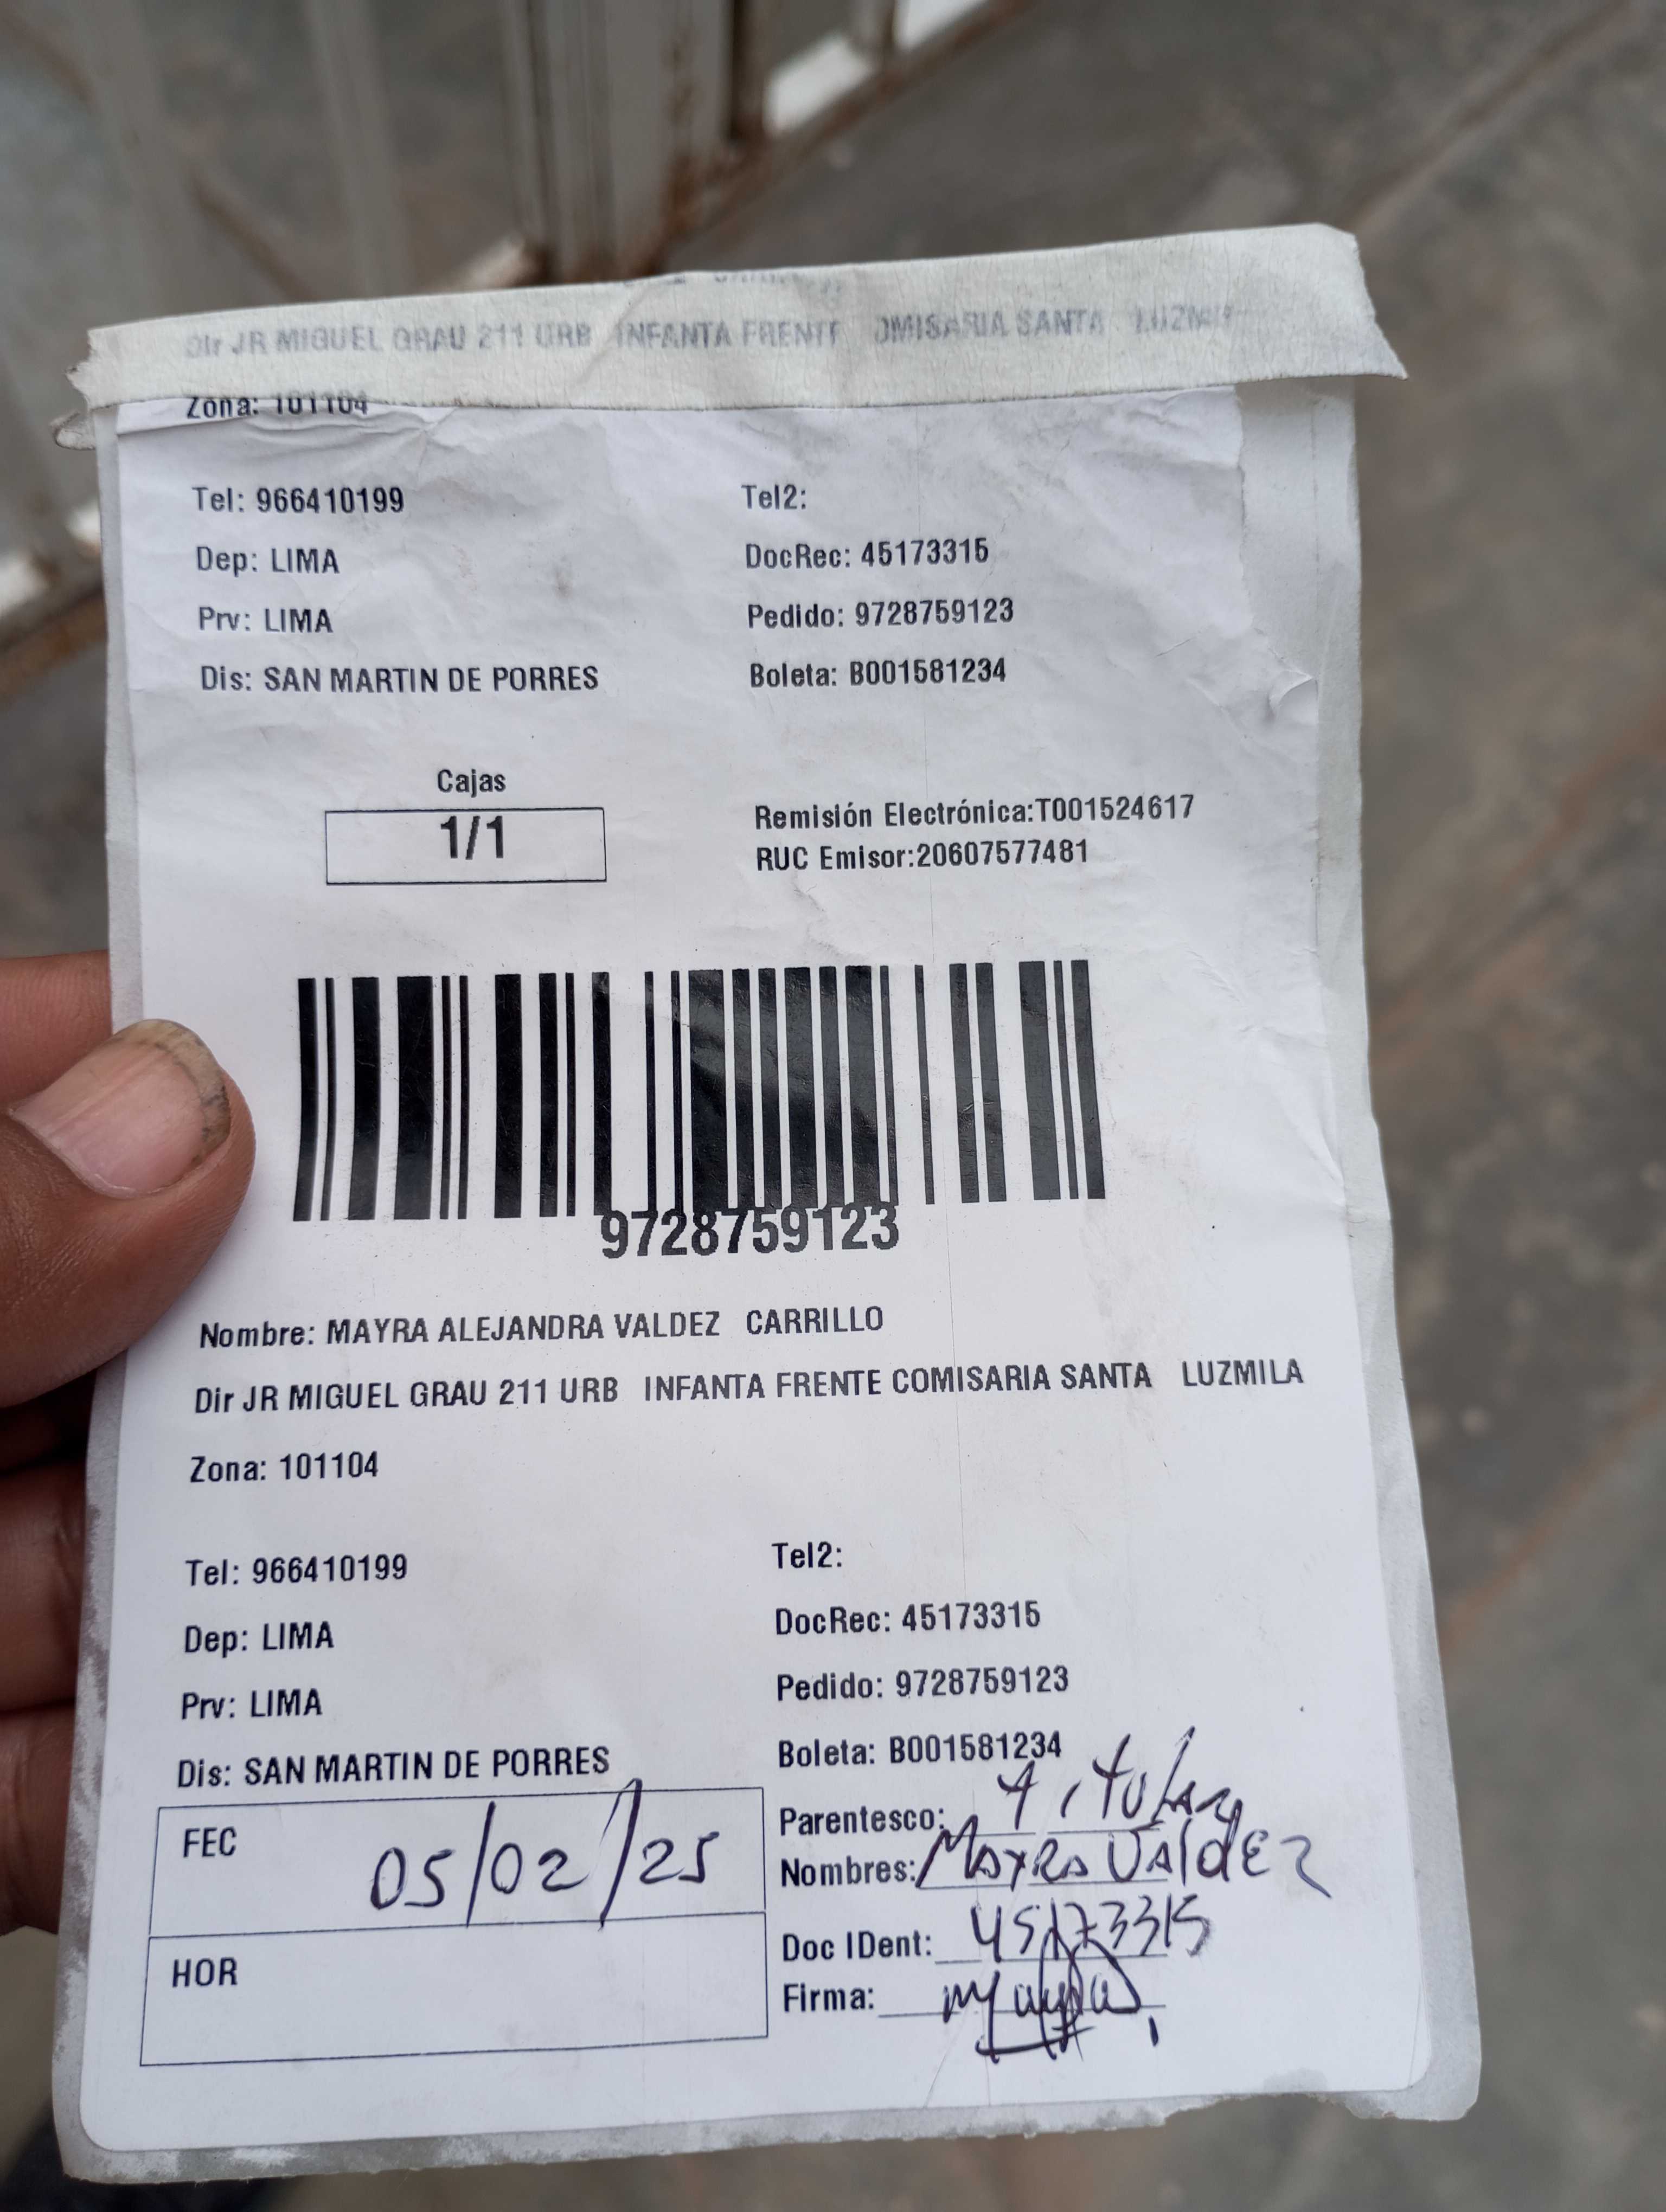 Dir JR MIGUEL GRAU 211 URB INFANTA FRENTE OMISARIA SANTA LUZMI
Zona: 101104
Tel: 966410199 Tel2:
Dep: LIMA DocRec: 45173315
Prv: LIMA Pedido: 9728759123
Dis: SAN MARTIN DE PORRES Boleta: B001581234
Cajas
1/1
Remisión Electrónica:T001524617
RUC Emisor:20607577481
9728759123
Nombre: MAYRA ALEJANDRA VALDEZ CARRILLO
Dir JR MIGUEL GRAU 211 URB INFANTA FRENTE COMISARIA SANTA LUZMILA
Zona: 101104
Tel: 966410199 Tel2:
Dep: LIMA DocRec: 45173315
Prv: LIMA Pedido: 9728759123
Dis: SAN MARTIN DE PORRES Boleta: B001581234
FEC 05/02/25
HOR
Parentesco: Titular
Nombres: Mayra Valdez
Doc IDent: 45173315
Firma: Mayra